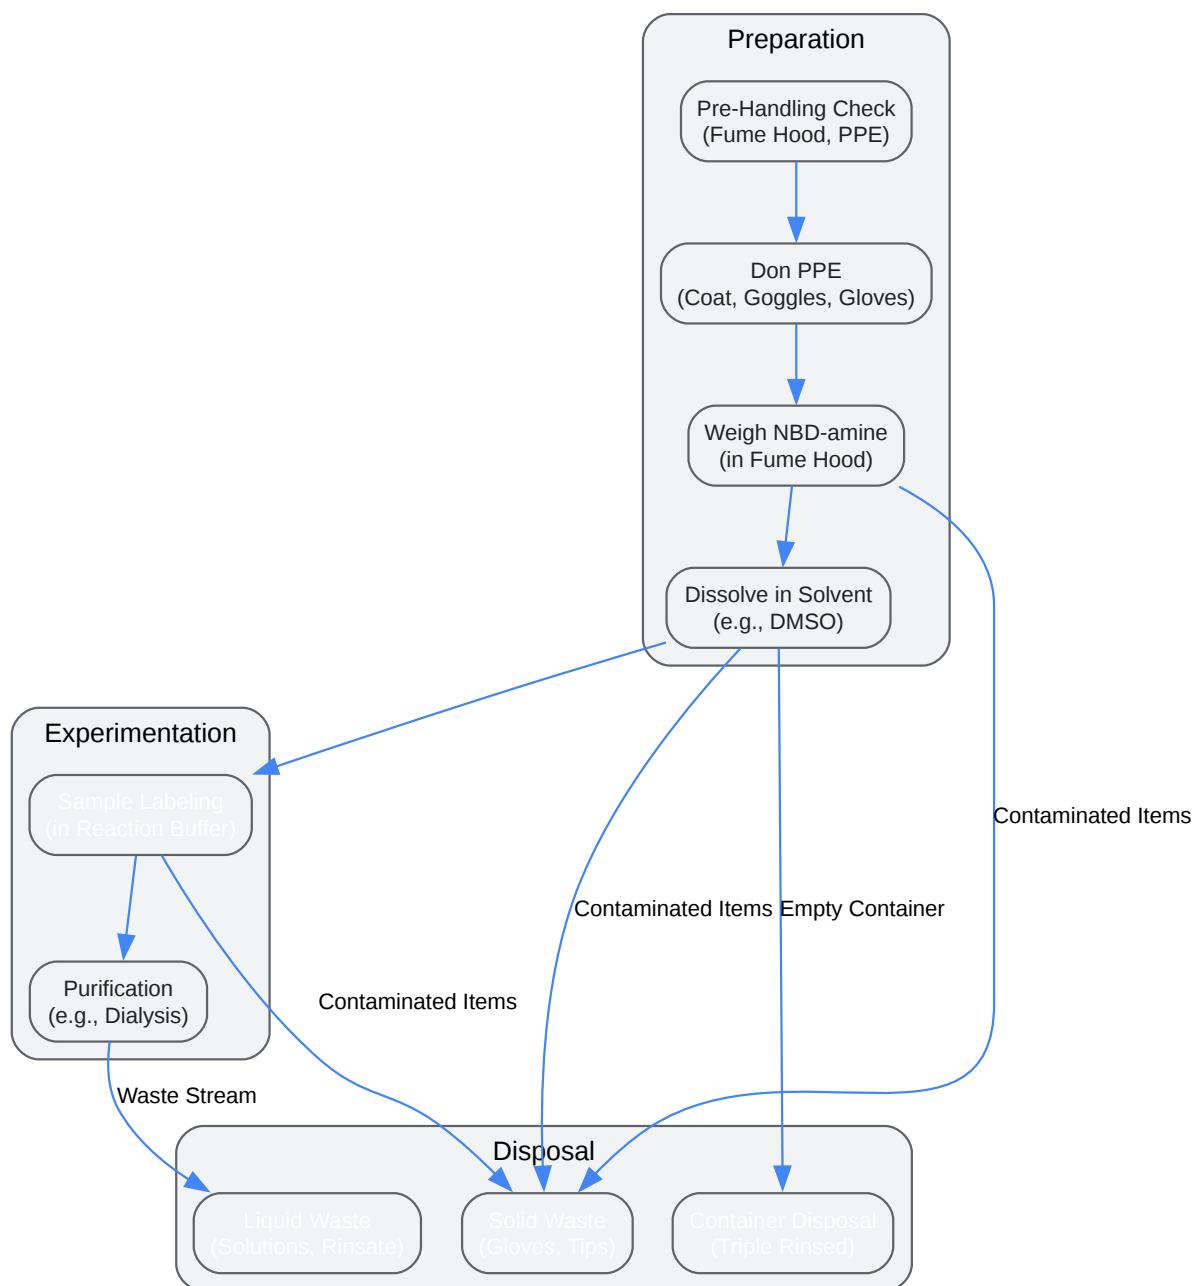 Preparation
Pre-Handling Check
(Fume Hood, PPE)
Don PPE
(Coat, Goggles, Gloves)
Weigh NBD-amine
(in Fume Hood)
Dissolve in Solvent
(e.g., DMSO)
Experimentation
Sample Labeling
(in Reaction Buffer)
Contaminated Items
Contaminated Items
Empty Container
Purification
(e.g., Dialysis)
Contaminated Items
Waste Stream
Disposal
Liquid Waste
(Solutions, Rinsate)
Solid Waste
(Gloves, Tips)
Container Disposal
(Triple Rinsed)